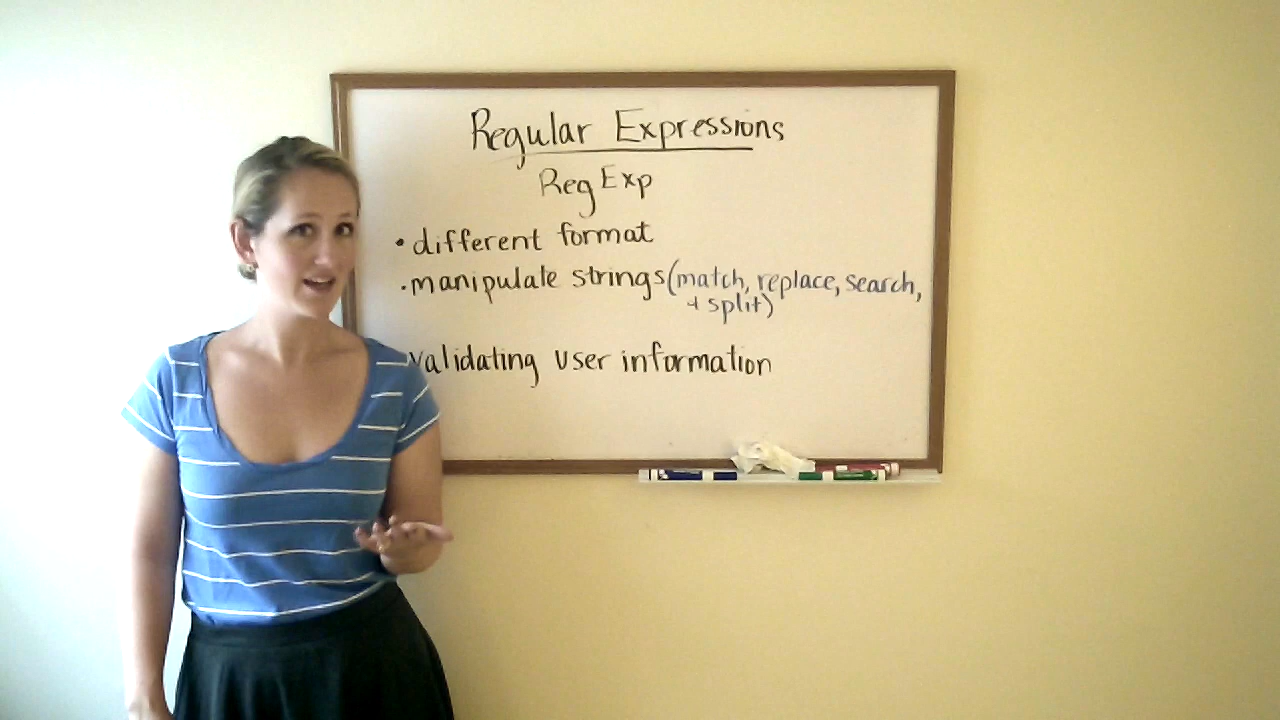 Regular Expressions
RegExp
• different format
• manipulate strings (match, replace, search,
+ split)
validating user information